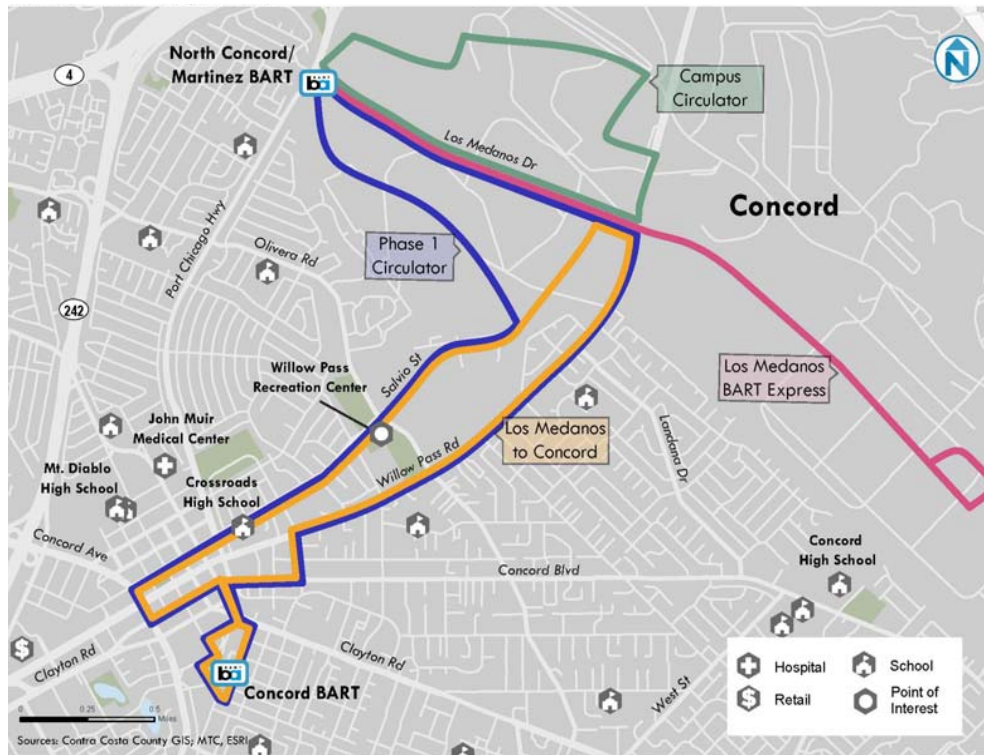 North Concord/
Martinez BART
BART
ba
4
N
Campus
Circulator
Los Medanos Dr
Concord
Port Chicago Hwy
Phase 1
Circulator
Olivera Rd
242
Willow Pass
Recreation Center
Salvio St
Los Medanos
BART Express
John Muir
Medical Center
Los Medanos
to Concord
Landana Dr
Willow Pass Rd
Mt. Diablo
High School
Crossroads
High School
Concord Ave
Concord
High School
Concord Blvd
Clayton Rd
Clayton Rd
BART
ba
Concord BART
West St
Hospital
School
Retail
Point of
Interest
0
0.25
0.5
Miles
Sources: Contra Costa County GIS; MTC, ESRI